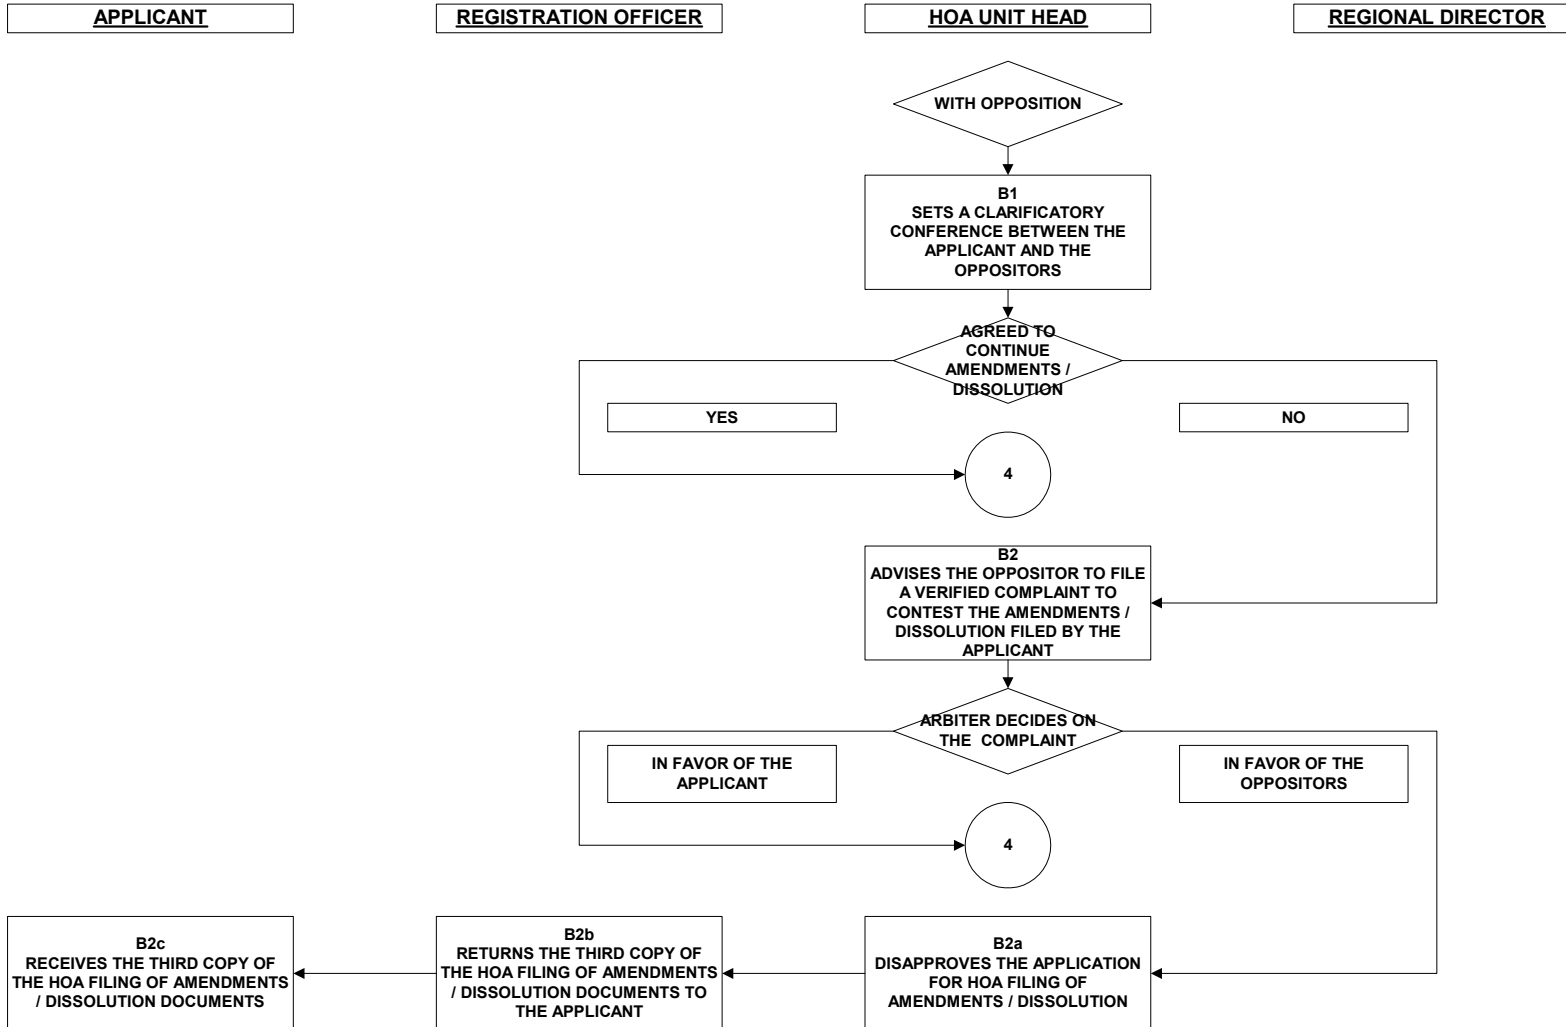 APPLICANT
REGISTRATION OFFICER
HOA UNIT HEAD
REGIONAL DIRECTOR
WITH OPPOSITION
B1
SETS A CLARIFICATORY
CONFERENCE BETWEEN THE
APPLICANT AND THE
OPPOSITORS
AGREED TO
CONTINUE
AMENDMENTS /
DISSOLUTION
YES
NO
4
B2
ADVISES THE OPPOSITOR TO FILE
A VERIFIED COMPLAINT TO
CONTEST THE AMENDMENTS /
DISSOLUTION FILED BY THE
APPLICANT
ARBITER DECIDES ON
THE COMPLAINT
IN FAVOR OF THE
APPLICANT
IN FAVOR OF THE
OPPOSITORS
4
B2c
RECEIVES THE THIRD COPY OF
THE HOA FILING OF AMENDMENTS
/ DISSOLUTION DOCUMENTS
B2b
RETURNS THE THIRD COPY OF
THE HOA FILING OF AMENDMENTS
/ DISSOLUTION DOCUMENTS TO
THE APPLICANT
B2a
DISAPPROVES THE APPLICATION
FOR HOA FILING OF
AMENDMENTS / DISSOLUTION